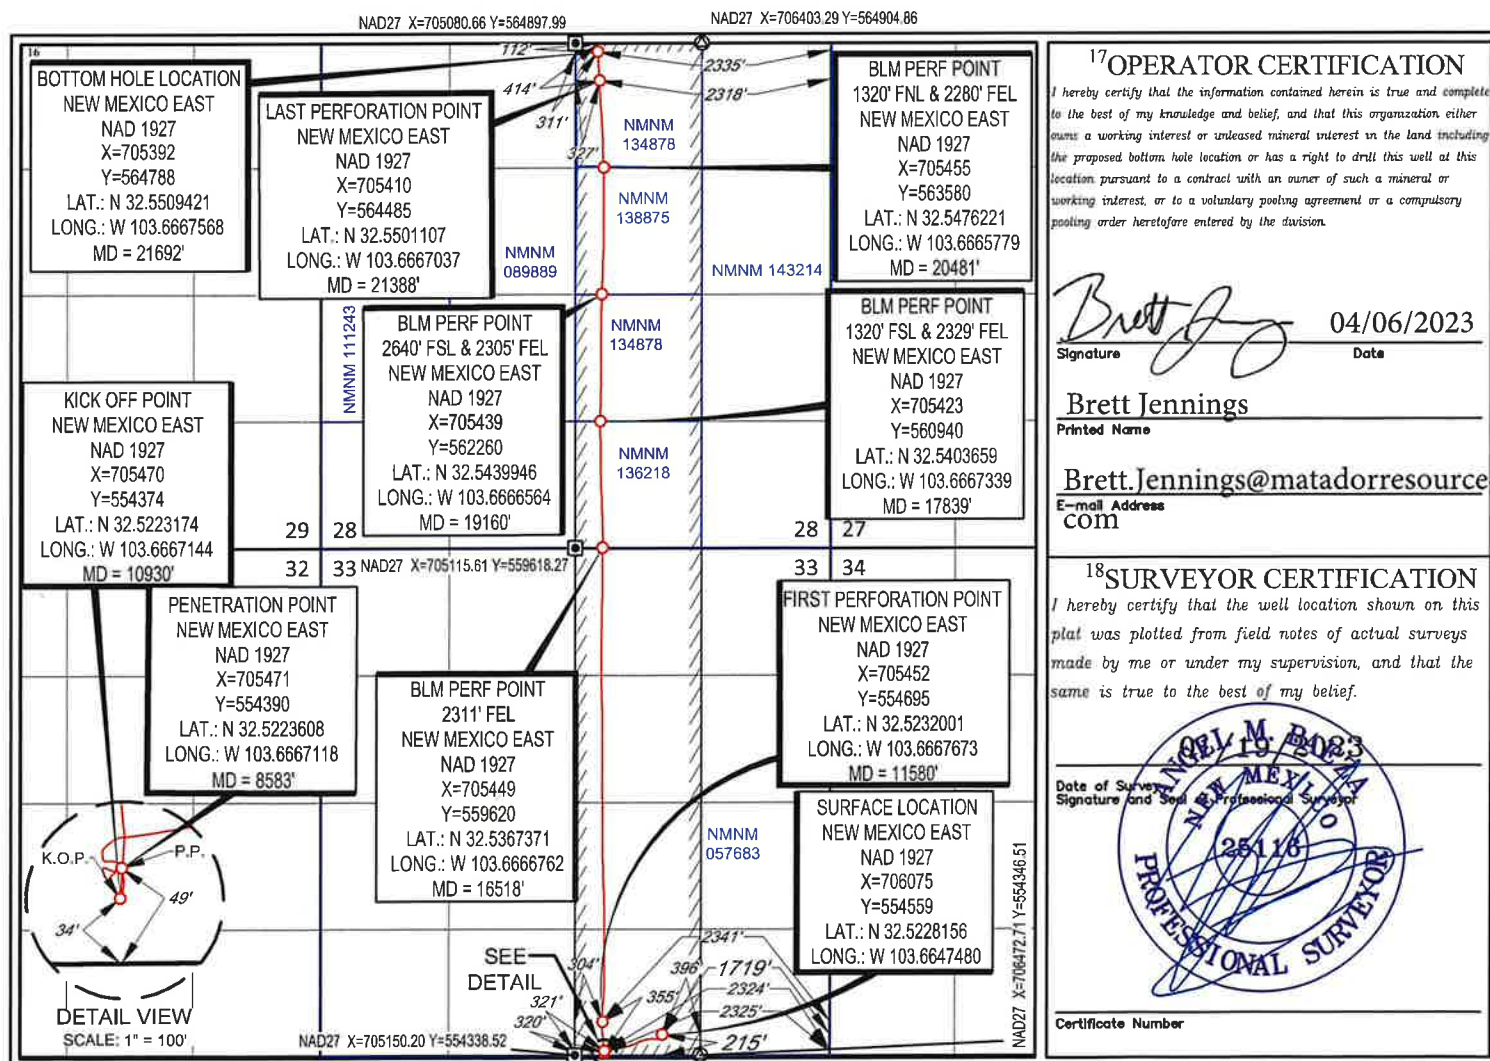 NAD27 X=705080.66 Y=564897.99
NAD27 X=706403.29 Y=564904.86
16
BOTTOM HOLE LOCATION
NEW MEXICO EAST
NAD 1927
X=705392
Y=564788
LAT.: N 32.5509421
LONG.: W 103.6667568
MD = 21692'
LAST PERFORATION POINT
NEW MEXICO EAST
NAD 1927
X=705410
Y=564485
LAT.: N 32.5501107
LONG.: W 103.6667037
MD = 21388'
112'
414'
311'
327'
2335'
2318'
NMNM
134878
NMNM
138875
NMNM
089889
NMNM 143214
BLM PERF POINT
1320' FNL & 2280' FEL
NEW MEXICO EAST
NAD 1927
X=705455
Y=563580
LAT.: N 32.5476221
LONG.: W 103.6665779
MD = 20481'
NMNM 111243
BLM PERF POINT
2640' FSL & 2305' FEL
NEW MEXICO EAST
NAD 1927
X=705439
Y=562260
LAT.: N 32.5439946
LONG.: W 103.6666564
MD = 19160'
NMNM
134878
NMNM
136218
BLM PERF POINT
1320' FSL & 2329' FEL
NEW MEXICO EAST
NAD 1927
X=705423
Y=560940
LAT.: N 32.5403659
LONG.: W 103.6667339
MD = 17839'
KICK OFF POINT
NEW MEXICO EAST
NAD 1927
X=705470
Y=554374
LAT.: N 32.5223174
LONG.: W 103.6667144
MD = 10930'
29 28
28 27
32 33
NAD27 X=705115.61 Y=559618.27
33 34
PENETRATION POINT
NEW MEXICO EAST
NAD 1927
X=705471
Y=554390
LAT.: N 32.5223608
LONG.: W 103.6667118
MD = 8583'
BLM PERF POINT
2311' FEL
NEW MEXICO EAST
NAD 1927
X=705449
Y=559620
LAT.: N 32.5367371
LONG.: W 103.6666762
MD = 16518'
FIRST PERFORATION POINT
NEW MEXICO EAST
NAD 1927
X=705452
Y=554695
LAT.: N 32.5232001
LONG.: W 103.6667673
MD = 11580'
NMNM
057683
SURFACE LOCATION
NEW MEXICO EAST
NAD 1927
X=706075
Y=554559
LAT.: N 32.5228156
LONG.: W 103.6647480
NAD27 X=706472.71 Y=554346.51
K.O.P.
P.P.
49'
34'
DETAIL VIEW
SCALE: 1" = 100'
SEE
DETAIL
304'
321'
320'
355'
396'
2341'
1719'
2324'
2325'
215'
NAD27 X=705150.20 Y=554338.52
17 OPERATOR CERTIFICATION
I hereby certify that the information contained herein is true and complete
to the best of my knowledge and belief, and that this organization either
owns a working interest or unleased mineral interest in the land including
the proposed bottom hole location or has a right to drill this well at this
location pursuant to a contract with an owner of such a mineral or
working interest, or to a voluntary pooling agreement or a compulsory
pooling order heretofore entered by the division.
04/06/2023
Signature
Date
Brett Jennings
Printed Name
Brett.Jennings@matadorresource
E-mail Address
com
18 SURVEYOR CERTIFICATION
I hereby certify that the well location shown on this
plat was plotted from field notes of actual surveys
made by me or under my supervision, and that the
same is true to the best of my belief.
19/2023
Date of Survey
Signature and Seal of Professional Surveyor
ANGEL M. BAEZA
NEW MEXICO
25116
PROFESSIONAL SURVEYOR
Certificate Number